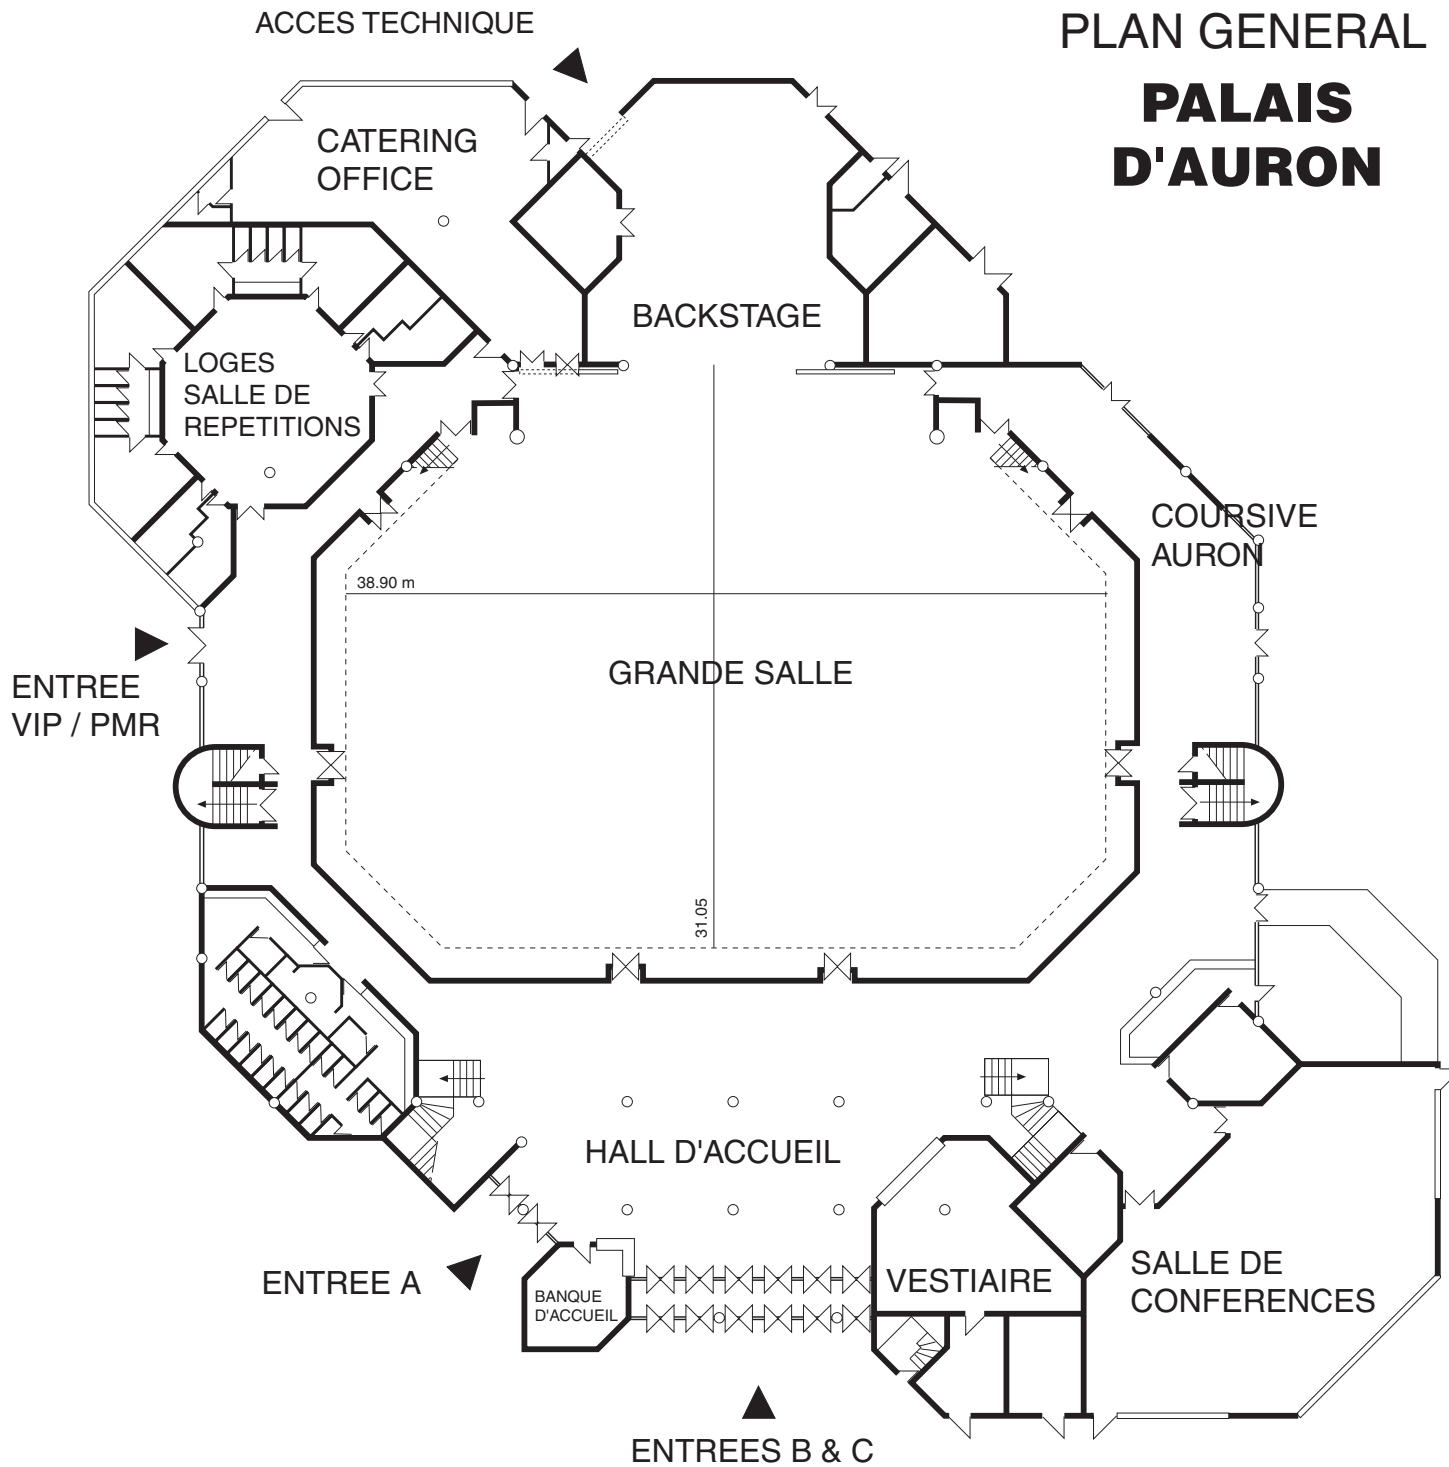 ACCES TECHNIQUE
PLAN GENERAL
PALAIS
D'AURON
CATERING
OFFICE
BACKSTAGE
LOGES
SALLE DE
REPETITIONS
COURSIVE
AURON
38.90 m
GRANDE SALLE
ENTREE
VIP / PMR
31.05
HALL D'ACCUEIL
ENTREE A
BANQUE
D'ACCUEIL
VESTIAIRE
SALLE DE
CONFERENCES
ENTREES B & C